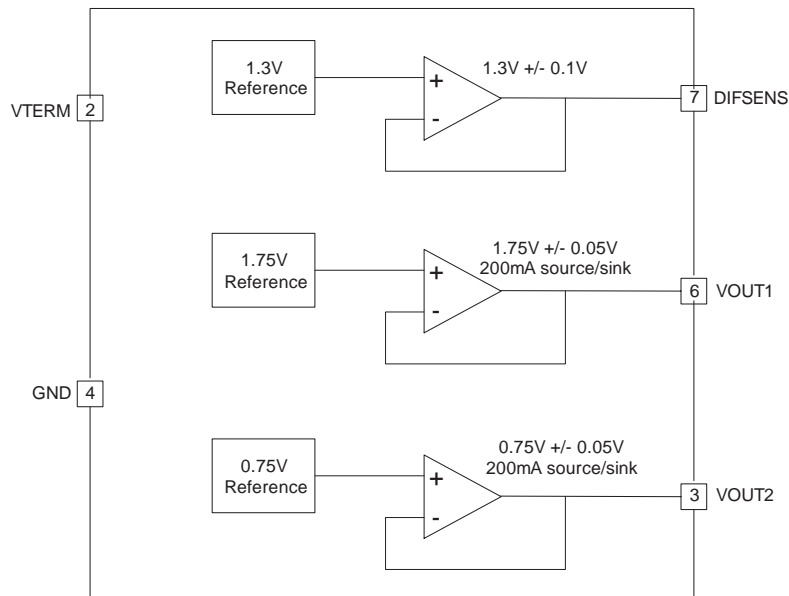 1.3V
Reference
+
-
1.3V +/- 0.1V
VTERM 2
7 DIFSENS
1.75V
Reference
+
-
1.75V +/- 0.05V
200mA source/sink
6 VOUT1
GND 4
0.75V
Reference
+
-
0.75V +/- 0.05V
200mA source/sink
3 VOUT2